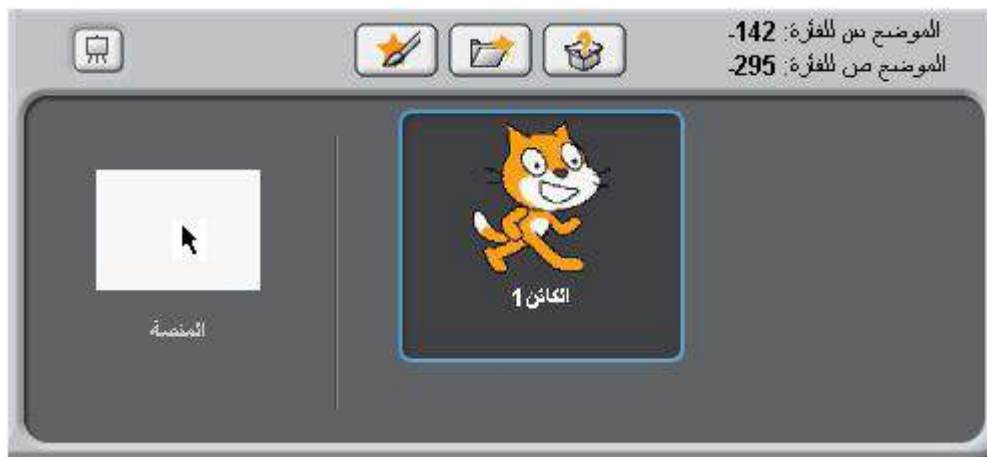 الموضع س للفأرة: 142-
الموضع ص للفأرة: 295-
الكائن1
المنصة